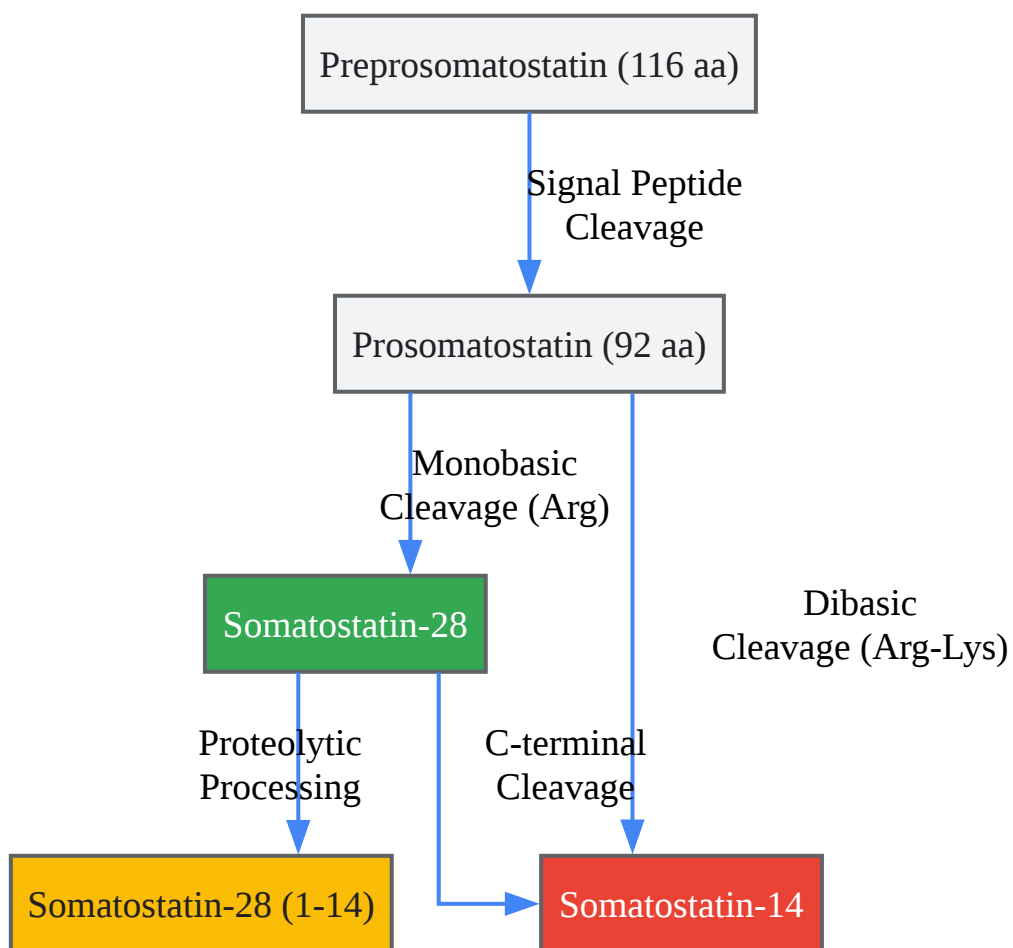 Preprosomatostatin (116 aa)
Signal Peptide
Cleavage
Prosomatostatin (92 aa)
Monobasic
Cleavage (Arg)
Somatostatin-28
Dibasic
Cleavage (Arg-Lys)
Proteolytic
Processing
C-terminal
Cleavage
Somatostatin-28 (1-14)
Somatostatin-14